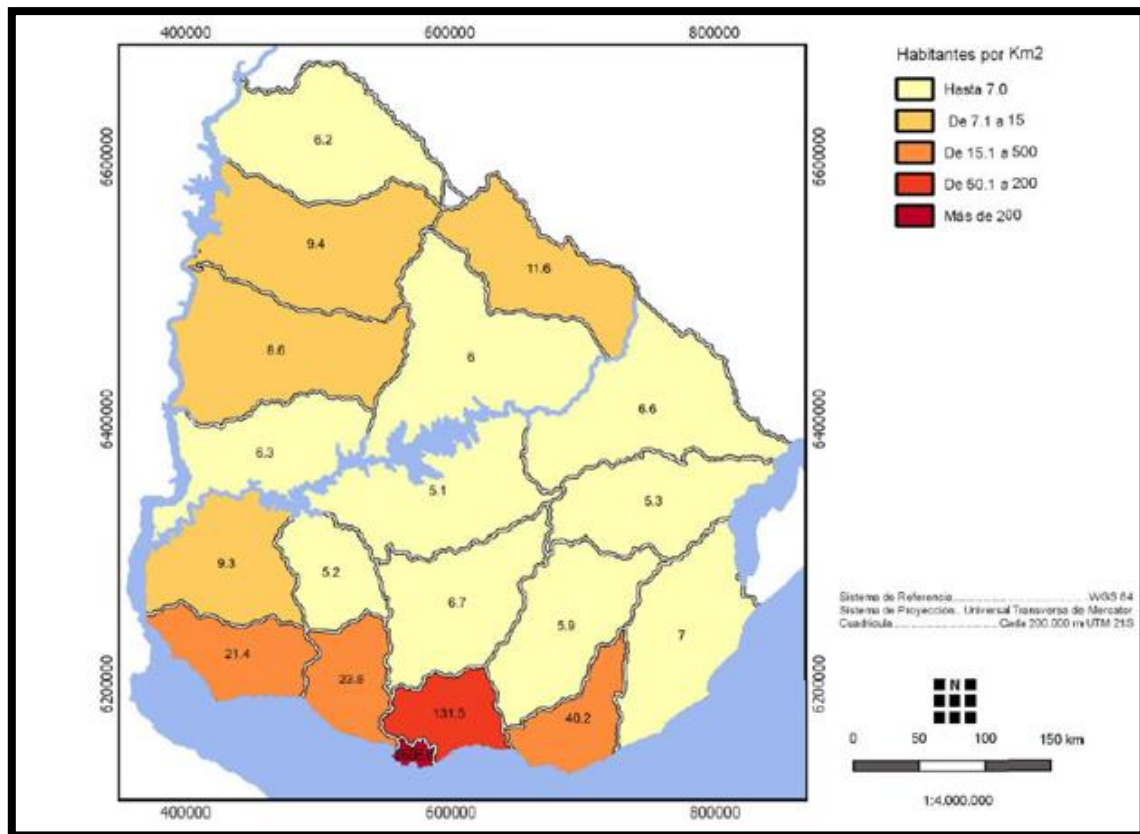 400000 600000 800000
Habitantes por Km2
Hasta 7.0
De 7.1 a 15
De 15.1 a 500
De 50.1 a 200
Más de 200
6600000 6600000
6.2
9.4
11.6
8.6
6
6400000 6400000
6.6
6.3
5.1
5.3
9.3
5.2
6.7
5.9
7
Sistema de Referencia WGS 84
Sistema de Proyección.. Universal Transversa de Mercator
Cuadrícula Cada 200.000 m UTM 21S
21.4
23.8
6200000 6200000
N
131.5
40.2
0 50 100 150 km
1:4.000.000
400000 600000 800000